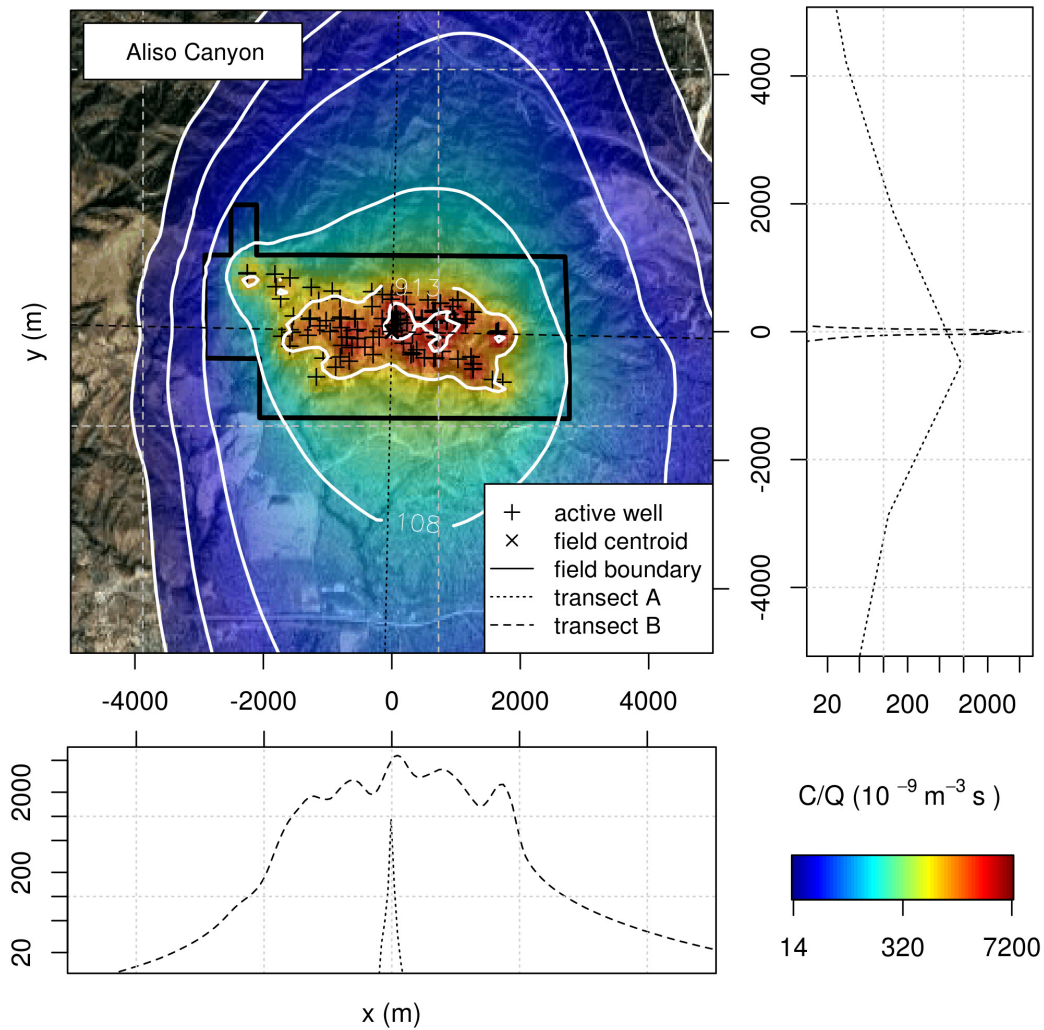 Aliso Canyon
913
108
active well
field centroid
field boundary
transect A
transect B
y (m)
-4000 -2000 0 2000 4000
4000
2000
0
-2000
-4000
20 200 2000
2000
200
20
x (m)
C/Q (10 ⁻⁹ m⁻³ s )
14 320 7200